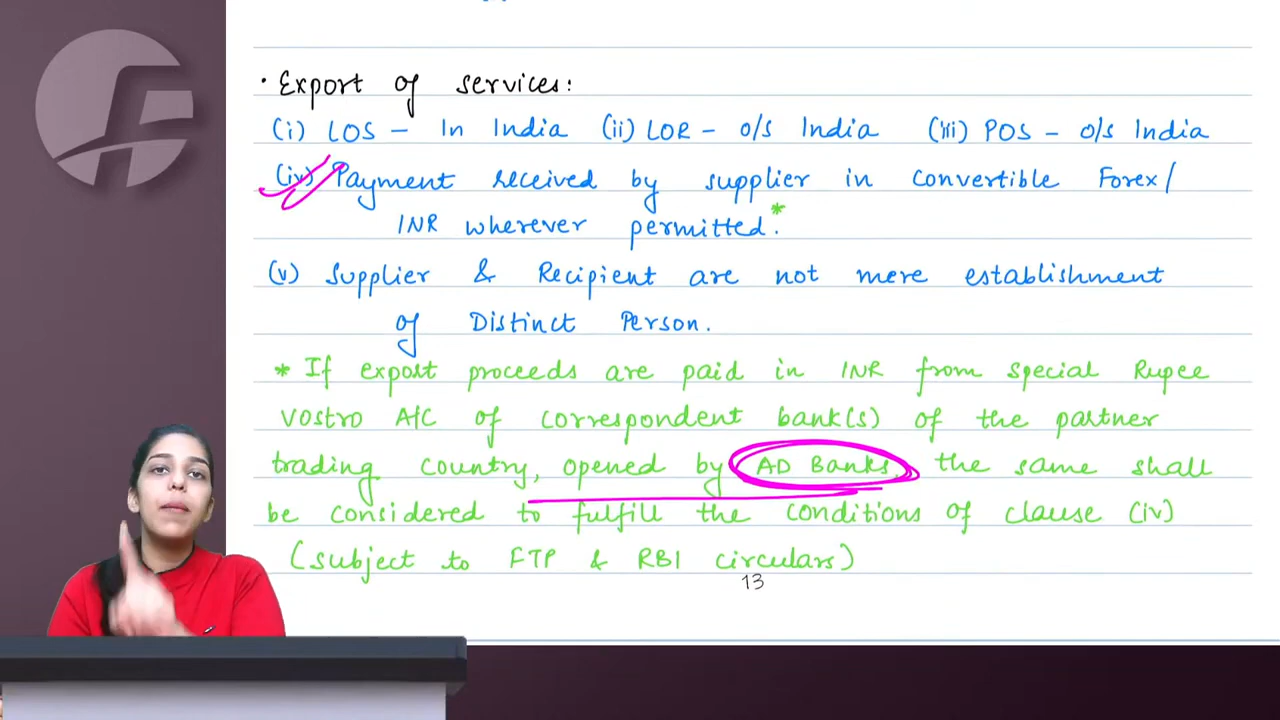 • Export of services:
(i) LOS – In India (ii) LOR – o/s India (iii) POS – o/s India
(iv) Payment received by supplier in convertible Forex/
INR wherever permitted.*
(v) Supplier & Recipient are not mere establishment
of Distinct Person.
* If export proceeds are paid in INR from special Rupee
vostro A/C of correspondent bank(s) of the partner
trading country, opened by AD Banks, the same shall
be considered to fulfill the conditions of clause (iv)
(subject to FTP & RBI circulars)
13